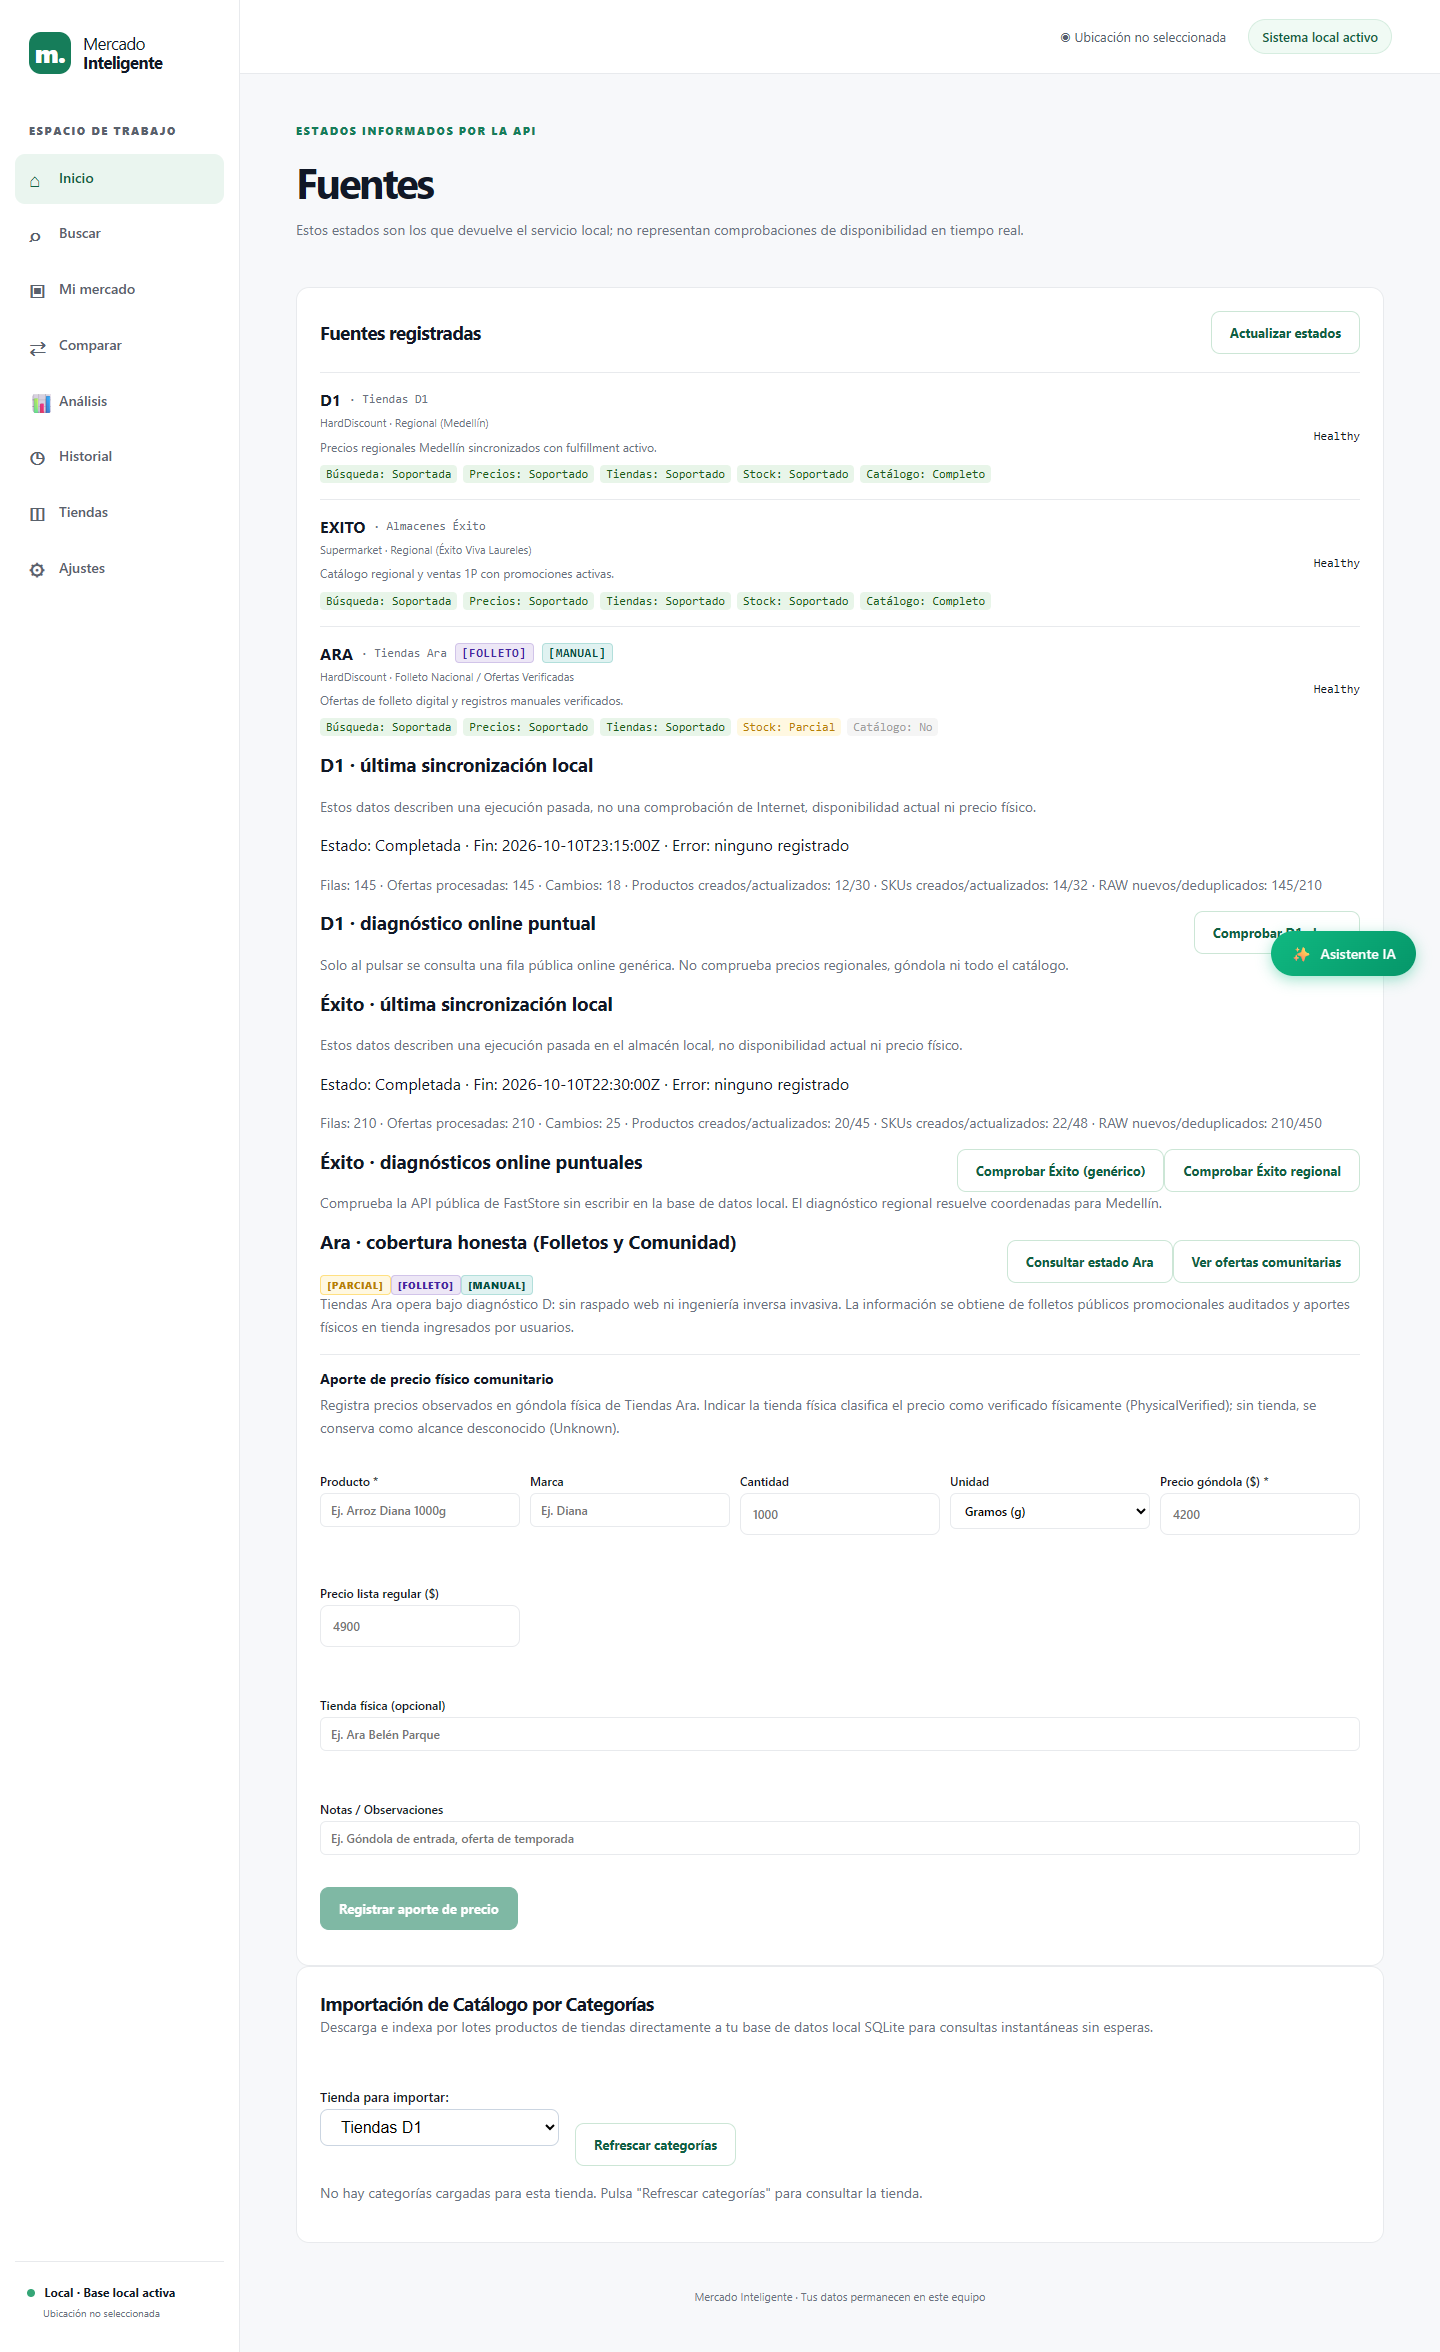 m.
Mercado
Inteligente
ESPACIO DE TRABAJO
Inicio
Buscar
Mi mercado
Comparar
Análisis
Historial
Tiendas
Ajustes
Local · Base local activa
Ubicación no seleccionada
Ubicación no seleccionada
Sistema local activo
ESTADOS INFORMADOS POR LA API
Fuentes
Estos estados son los que devuelve el servicio local; no representan comprobaciones de disponibilidad en tiempo real.
Fuentes registradas
Actualizar estados
D1 · Tiendas D1
HardDiscount · Regional (Medellín)
Precios regionales Medellín sincronizados con fulfillment activo.
Búsqueda: Soportada Precios: Soportado Tiendas: Soportado Stock: Soportado Catálogo: Completo
Healthy
EXITO · Almacenes Éxito
Supermarket · Regional (Éxito Viva Laureles)
Catálogo regional y ventas 1P con promociones activas.
Búsqueda: Soportada Precios: Soportado Tiendas: Soportado Stock: Soportado Catálogo: Completo
Healthy
ARA · Tiendas Ara [FOLLETO] [MANUAL]
HardDiscount · Folleto Nacional / Ofertas Verificadas
Ofertas de folleto digital y registros manuales verificados.
Búsqueda: Soportada Precios: Soportado Tiendas: Soportado Stock: Parcial Catálogo: No
Healthy
D1 · última sincronización local
Estos datos describen una ejecución pasada, no una comprobación de Internet, disponibilidad actual ni precio físico.
Estado: Completada · Fin: 2026-10-10T23:15:00Z · Error: ninguno registrado
Filas: 145 · Ofertas procesadas: 145 · Cambios: 18 · Productos creados/actualizados: 12/30 · SKUs creados/actualizados: 14/32 · RAW nuevos/deduplicados: 145/210
D1 · diagnóstico online puntual
Comprobar
Asistente IA
Solo al pulsar se consulta una fila pública online genérica. No comprueba precios regionales, góndola ni todo el catálogo.
Éxito · última sincronización local
Estos datos describen una ejecución pasada en el almacén local, no disponibilidad actual ni precio físico.
Estado: Completada · Fin: 2026-10-10T22:30:00Z · Error: ninguno registrado
Filas: 210 · Ofertas procesadas: 210 · Cambios: 25 · Productos creados/actualizados: 20/45 · SKUs creados/actualizados: 22/48 · RAW nuevos/deduplicados: 210/450
Éxito · diagnósticos online puntuales
Comprobar Éxito (genérico)
Comprobar Éxito regional
Comprueba la API pública de FastStore sin escribir en la base de datos local. El diagnóstico regional resuelve coordenadas para Medellín.
Ara · cobertura honesta (Folletos y Comunidad)
Consultar estado Ara
Ver ofertas comunitarias
[PARCIAL] [FOLLETO] [MANUAL]
Tiendas Ara opera bajo diagnóstico D: sin raspado web ni ingeniería inversa invasiva. La información se obtiene de folletos públicos promocionales auditados y aportes
físicos en tienda ingresados por usuarios.
Aporte de precio físico comunitario
Registra precios observados en góndola física de Tiendas Ara. Indicar la tienda física clasifica el precio como verificado físicamente (PhysicalVerified); sin tienda, se
conserva como alcance desconocido (Unknown).
Producto * Marca Cantidad Unidad Precio góndola ($) *
Ej. Arroz Diana 1000g Ej. Diana 1000 Gramos (g) 4200
Precio lista regular ($)
4900
Tienda física (opcional)
Ej. Ara Belén Parque
Notas / Observaciones
Ej. Góndola de entrada, oferta de temporada
Registrar aporte de precio
Importación de Catálogo por Categorías
Descarga e indexa por lotes productos de tiendas directamente a tu base de datos local SQLite para consultas instantáneas sin esperas.
Tienda para importar:
Tiendas D1
Refrescar categorías
No hay categorías cargadas para esta tienda. Pulsa "Refrescar categorías" para consultar la tienda.
Mercado Inteligente · Tus datos permanecen en este equipo